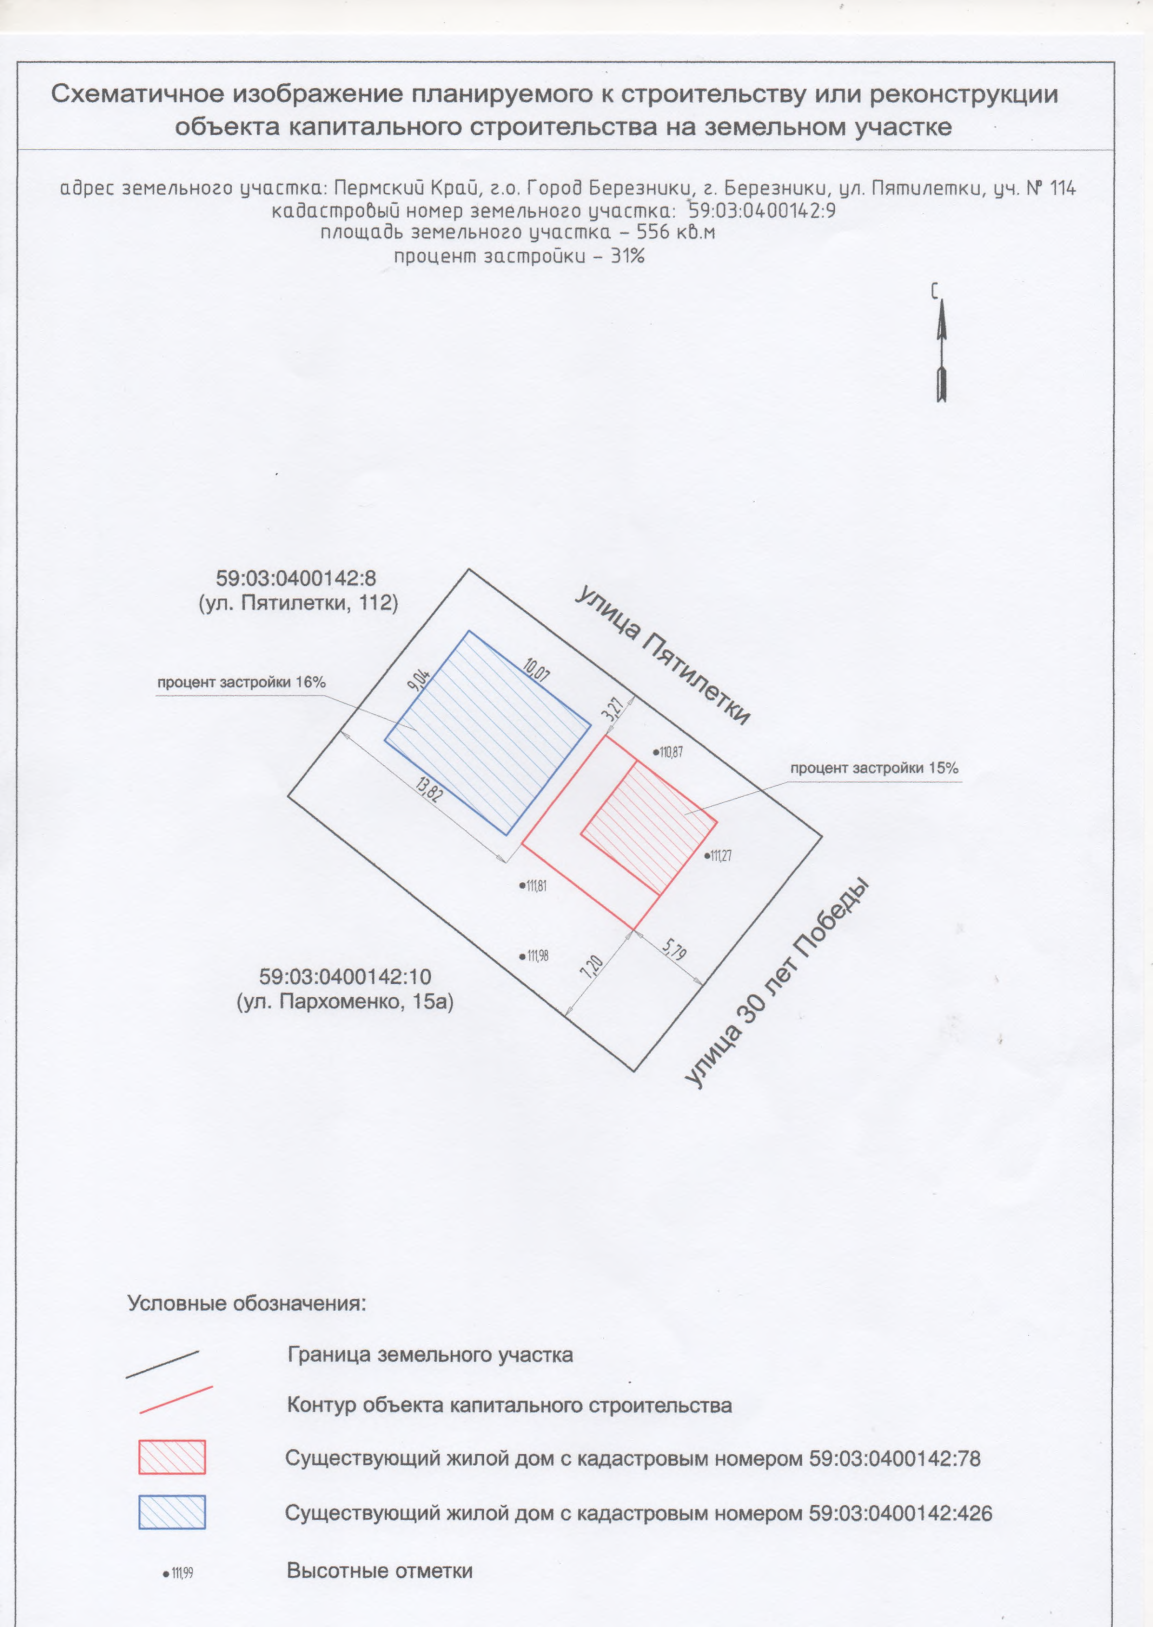 Схематичное изображение планируемого к строительству или реконструкции
объекта капитального строительства на земельном участке
адрес земельного участка: Пермский Край, г.о. Город Березники, г. Березники, ул. Пятилетки, уч. № 114
кадастровый номер земельного участка: 59:03:0400142:9
площадь земельного участка – 556 кв.м
процент застройки – 31%
С
59:03:0400142:8
(ул. Пятилетки, 112)
улица Пятилетки
процент застройки 16%
9,04
10,07
3,27
110,87
процент застройки 15%
13,82
111,27
111,81
111,98
7,20
5,79
улица 30 лет Победы
59:03:0400142:10
(ул. Пархоменко, 15а)
Условные обозначения:
Граница земельного участка
Контур объекта капитального строительства
Существующий жилой дом с кадастровым номером 59:03:0400142:78
Существующий жилой дом с кадастровым номером 59:03:0400142:426
111,99
Высотные отметки